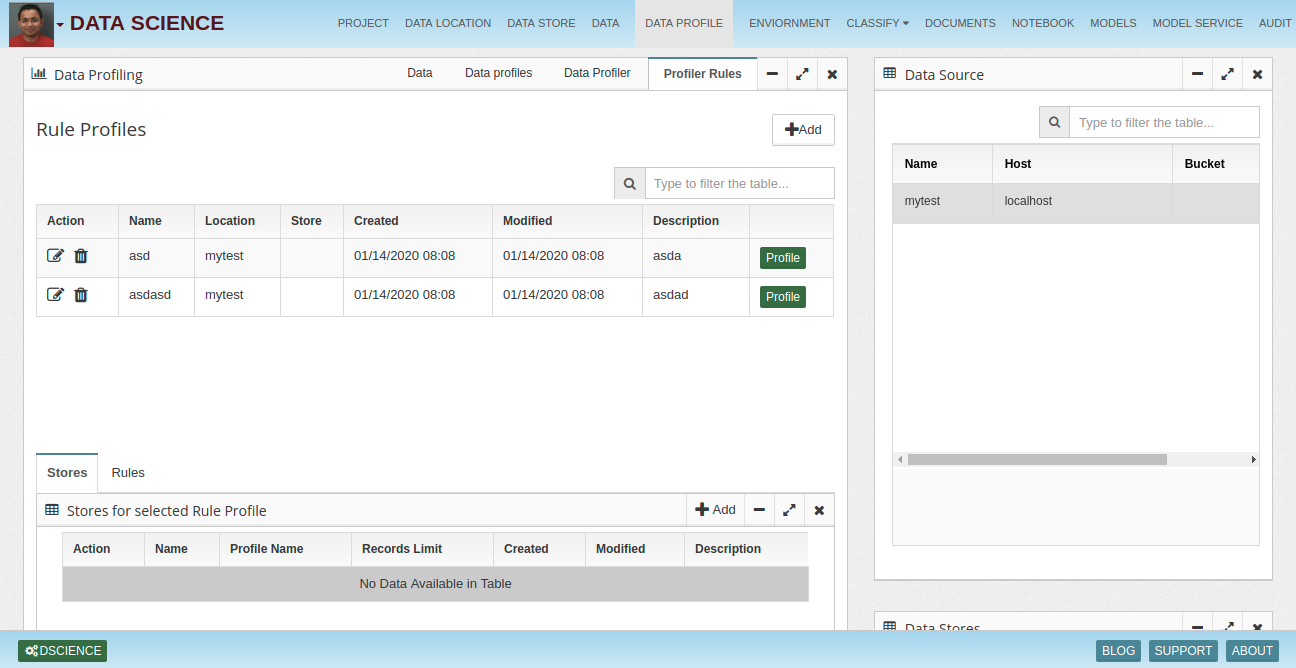 DATA SCIENCE
PROJECT DATA LOCATION DATA STORE DATA DATA PROFILE ENVIORNMENT CLASSIFY DOCUMENTS NOTEBOOK MODELS MODEL SERVICE AUDIT
Data Profiling Data Data profiles Data Profiler Profiler Rules
Rule Profiles Add
Type to filter the table...
Action Name Location Store Created Modified Description
asd mytest 01/14/2020 08:08 01/14/2020 08:08 asda Profile
asdasd mytest 01/14/2020 08:08 01/14/2020 08:08 asdad Profile
Stores Rules
Stores for selected Rule Profile Add
Action Name Profile Name Records Limit Created Modified Description
No Data Available in Table
Data Source
Type to filter the table...
Name Host Bucket
mytest localhost
Data Stores
DSCIENCE BLOG SUPPORT ABOUT